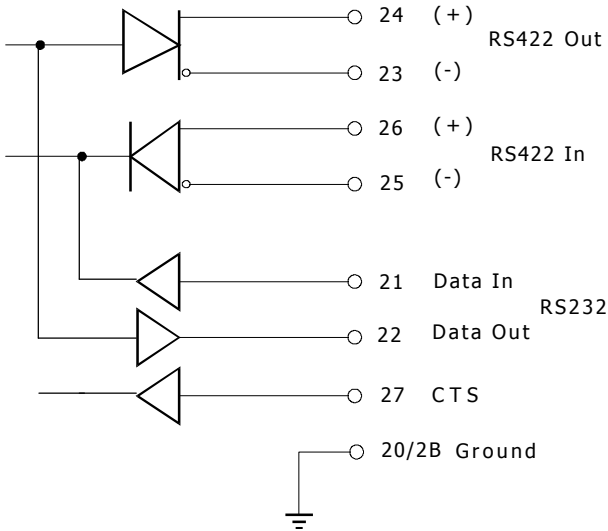 24 (+)
RS422 Out
23 (-)
26 (+)
RS422 In
25 (-)
21 Data In
RS232
22 Data Out
27 CTS
20/2B Ground